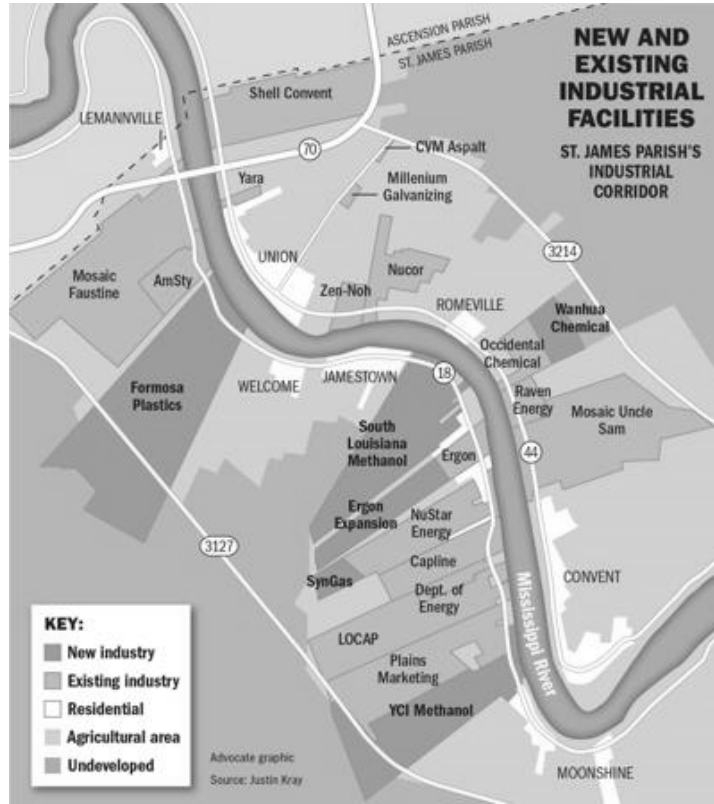 ASCENSION PARISH
ST. JAMES PARISH
NEW AND
EXISTING
INDUSTRIAL
FACILITIES
ST. JAMES PARISH'S
INDUSTRIAL
CORRIDOR
Shell Convent
LEMANNVILLE
70
CVM Aspalt
Yara
Millenium
Galvanizing
3214
UNION
Mosaic
Faustine
AmSty
Nucor
Zen-Noh
ROMEVILLE
Wanhua
Chemical
Occidental
Chemical
Formosa
Plastics
WELCOME
JAMESTOWN
18
Raven
Energy
Mosaic Uncle
Sam
South
Louisiana
Methanol
Ergon
44
Ergon
Expansion
NuStar
Energy
3127
Capline
SynGas
CONVENT
Dept. of
Energy
Mississippi River
LOCAP
Plains
Marketing
YCI Methanol
MOONSHINE
KEY:
New industry
Existing industry
Residential
Agricultural area
Undeveloped
Advocate graphic
Source: Justin Kray